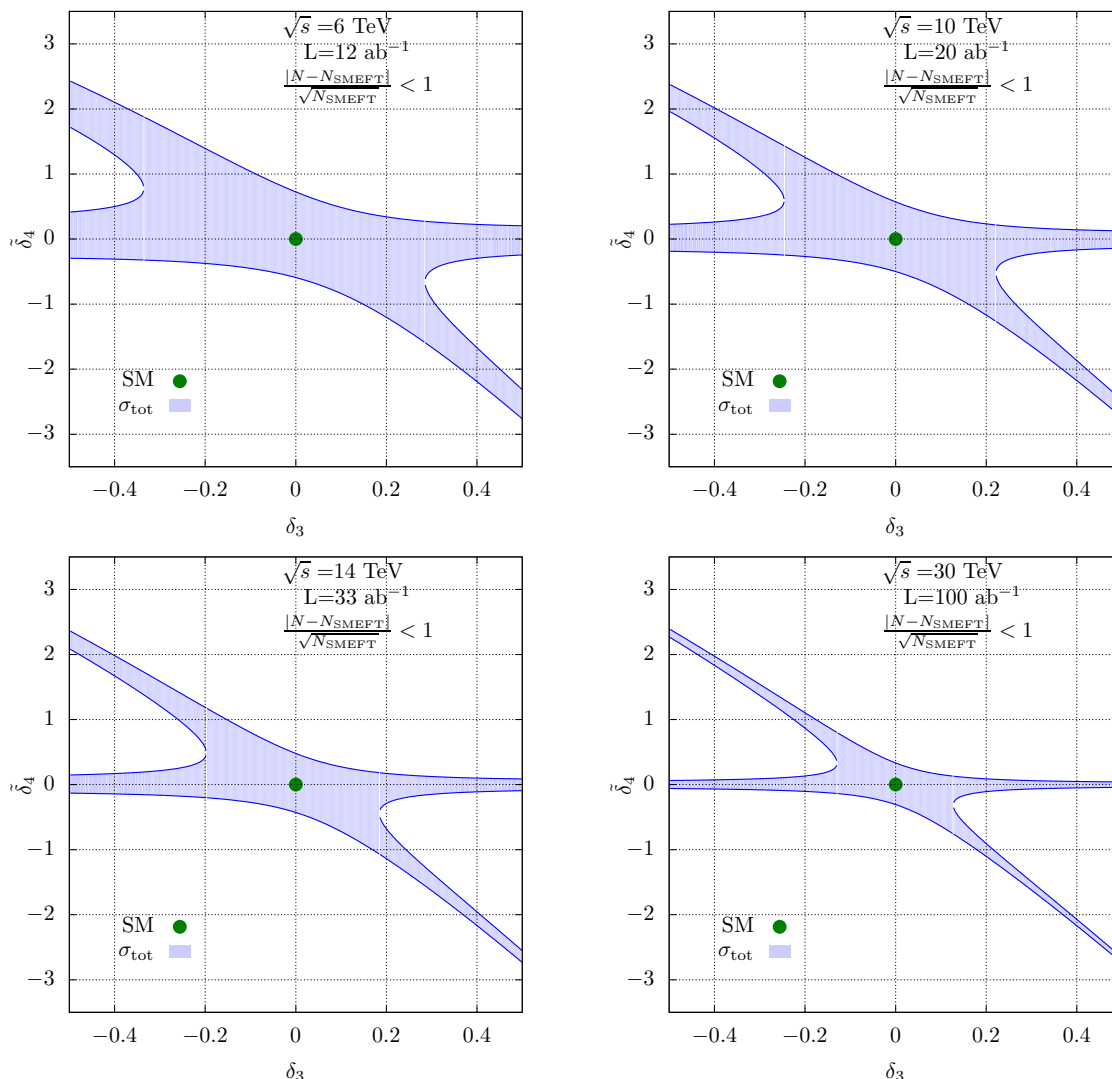 √s =6 TeV
L=12 ab⁻¹
|N−N_SMEFT|/√N_SMEFT < 1
3
2
1
0
−1
−2
−3
δ̃₄
SM
σ_tot
−0.4 −0.2 0 0.2 0.4
δ₃
√s =10 TeV
L=20 ab⁻¹
|N−N_SMEFT|/√N_SMEFT < 1
3
2
1
0
−1
−2
−3
δ̃₄
SM
σ_tot
−0.4 −0.2 0 0.2 0.4
δ₃
√s =14 TeV
L=33 ab⁻¹
|N−N_SMEFT|/√N_SMEFT < 1
3
2
1
0
−1
−2
−3
δ̃₄
SM
σ_tot
−0.4 −0.2 0 0.2 0.4
δ₃
√s =30 TeV
L=100 ab⁻¹
|N−N_SMEFT|/√N_SMEFT < 1
3
2
1
0
−1
−2
−3
δ̃₄
SM
σ_tot
−0.4 −0.2 0 0.2 0.4
δ₃